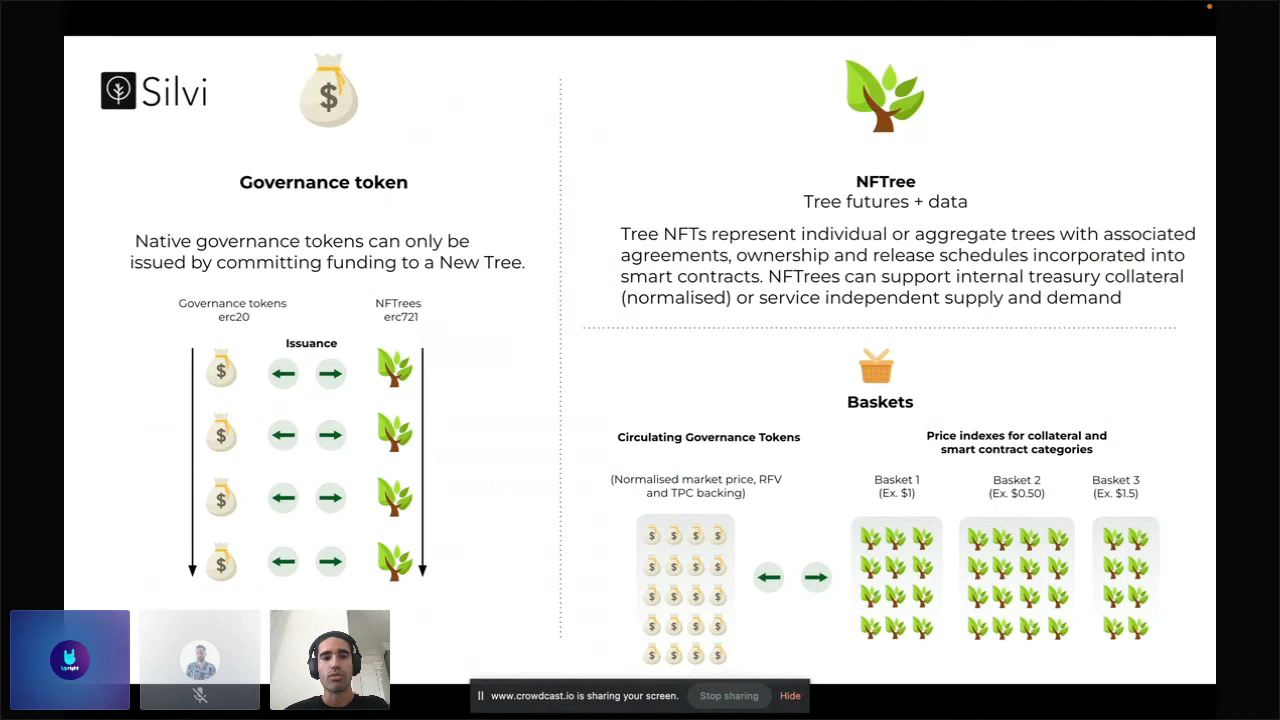 Silvi
$
Governance token
Native governance tokens can only be
issued by committing funding to a New Tree.
Governance tokens
erc20
NFTrees
erc721
Issuance
$
$
$
$
NFTree
Tree futures + data
Tree NFTs represent individual or aggregate trees with associated
agreements, ownership and release schedules incorporated into
smart contracts. NFTrees can support internal treasury collateral
(normalised) or service independent supply and demand
Baskets
Circulating Governance Tokens
(Normalised market price, RFV
and TPC backing)
Price indexes for collateral and
smart contract categories
Basket 1
(Ex. $1)
Basket 2
(Ex. $0.50)
Basket 3
(Ex. $1.5)
$ $ $ $
$ $ $ $
$ $ $ $
$ $ $ $
$ $ $ $
Upright
www.crowdcast.io is sharing your screen.
Stop sharing
Hide